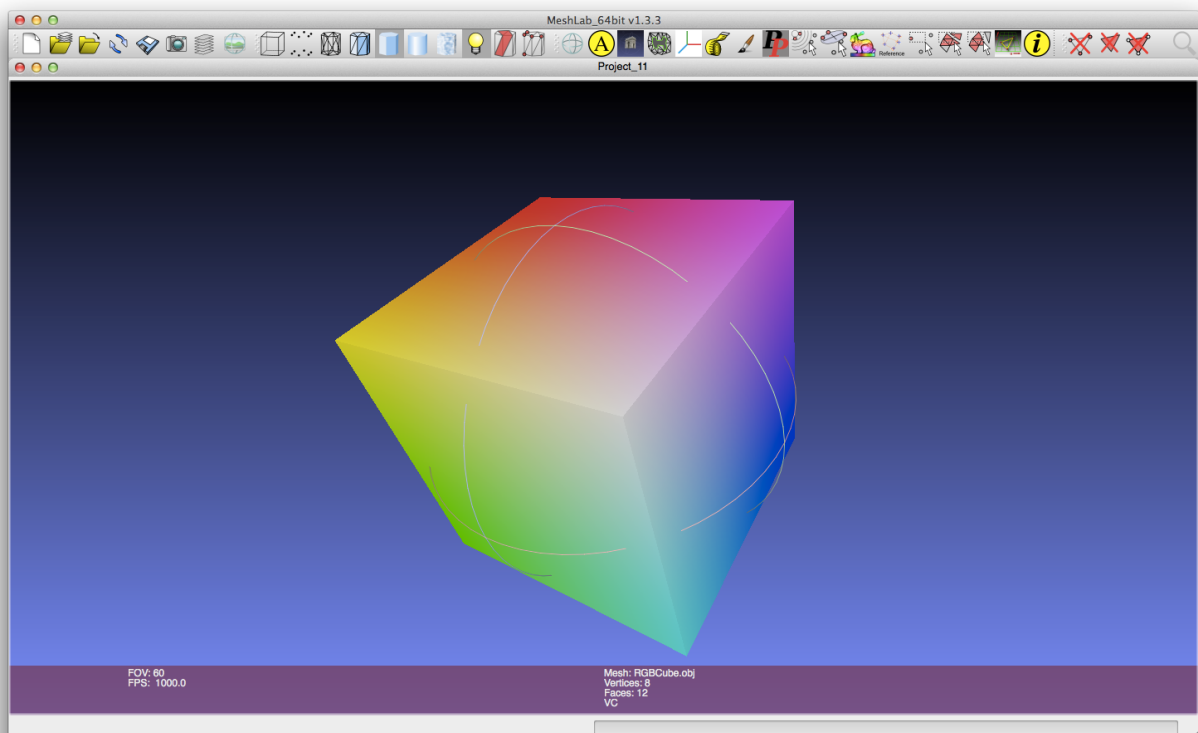 MeshLab_64bit v1.3.3
A
PP
Reference
i
Project_11
FOV: 60
FPS: 1000.0
Mesh: RGBCube.obj
Vertices: 8
Faces: 12
VC